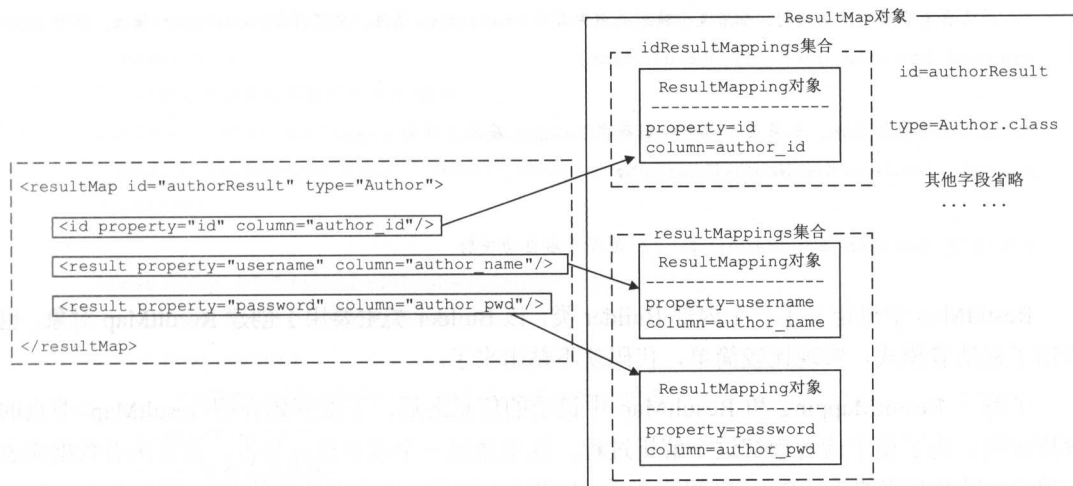 ResultMap对象
idResultMappings集合
ResultMapping对象
property=id
column=author_id
id=authorResult
type=Author.class
其他字段省略
... ...
<resultMap id="authorResult" type="Author">
<id property="id" column="author_id"/>
<result property="username" column="author_name"/>
<result property="password" column="author_pwd"/>
</resultMap>
resultMappings集合
ResultMapping对象
property=username
column=author_name
ResultMapping对象
property=password
column=author_pwd